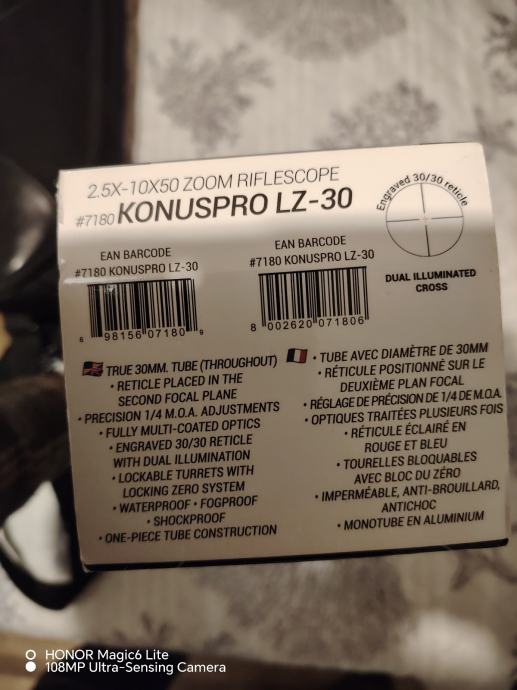 2.5X-10X50 ZOOM RIFLESCOPE
#7180 KONUSPRO LZ-30
Engraved 30/30 reticle
DUAL ILLUMINATED
CROSS
EAN BARCODE
#7180 KONUSPRO LZ-30
6 98156 07180 9
EAN BARCODE
#7180 KONUSPRO LZ-30
8 002620 071806
TRUE 30MM. TUBE (THROUGHOUT)
• RETICLE PLACED IN THE
SECOND FOCAL PLANE
• PRECISION 1/4 M.O.A. ADJUSTMENTS
• FULLY MULTI-COATED OPTICS
• ENGRAVED 30/30 RETICLE
WITH DUAL ILLUMINATION
• LOCKABLE TURRETS WITH
LOCKING ZERO SYSTEM
• WATERPROOF • FOGPROOF
• SHOCKPROOF
• ONE-PIECE TUBE CONSTRUCTION
• TUBE AVEC DIAMÈTRE DE 30MM
• RÉTICULE POSITIONNÉ SUR LE
DEUXIÈME PLAN FOCAL
• RÉGLAGE DE PRÉCISION DE 1/4 DE M.O.A.
• OPTIQUES TRAITÉES PLUSIEURS FOIS
• RÉTICULE ÉCLAIRÉ EN
ROUGE ET BLEU
• TOURELLES BLOQUABLES
AVEC BLOC DU ZÉRO
• IMPERMÉABLE, ANTI-BROUILLARD,
ANTICHOC
• MONOTUBE EN ALUMINIUM
HONOR Magic6 Lite
108MP Ultra-Sensing Camera